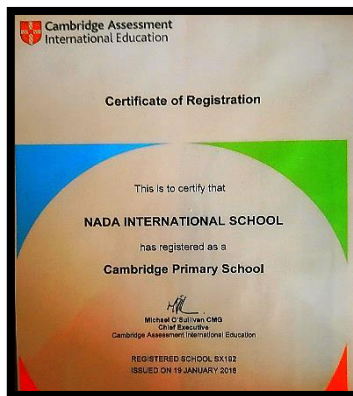 Cambridge Assessment
International Education
Certificate of Registration
This is to certify that
NADA INTERNATIONAL SCHOOL
has registered as a
Cambridge Primary School
Michael O'Sullivan CMG
Chief Executive
Cambridge Assessment International Education
REGISTERED SCHOOL SX192
ISSUED ON 19 JANUARY 2018